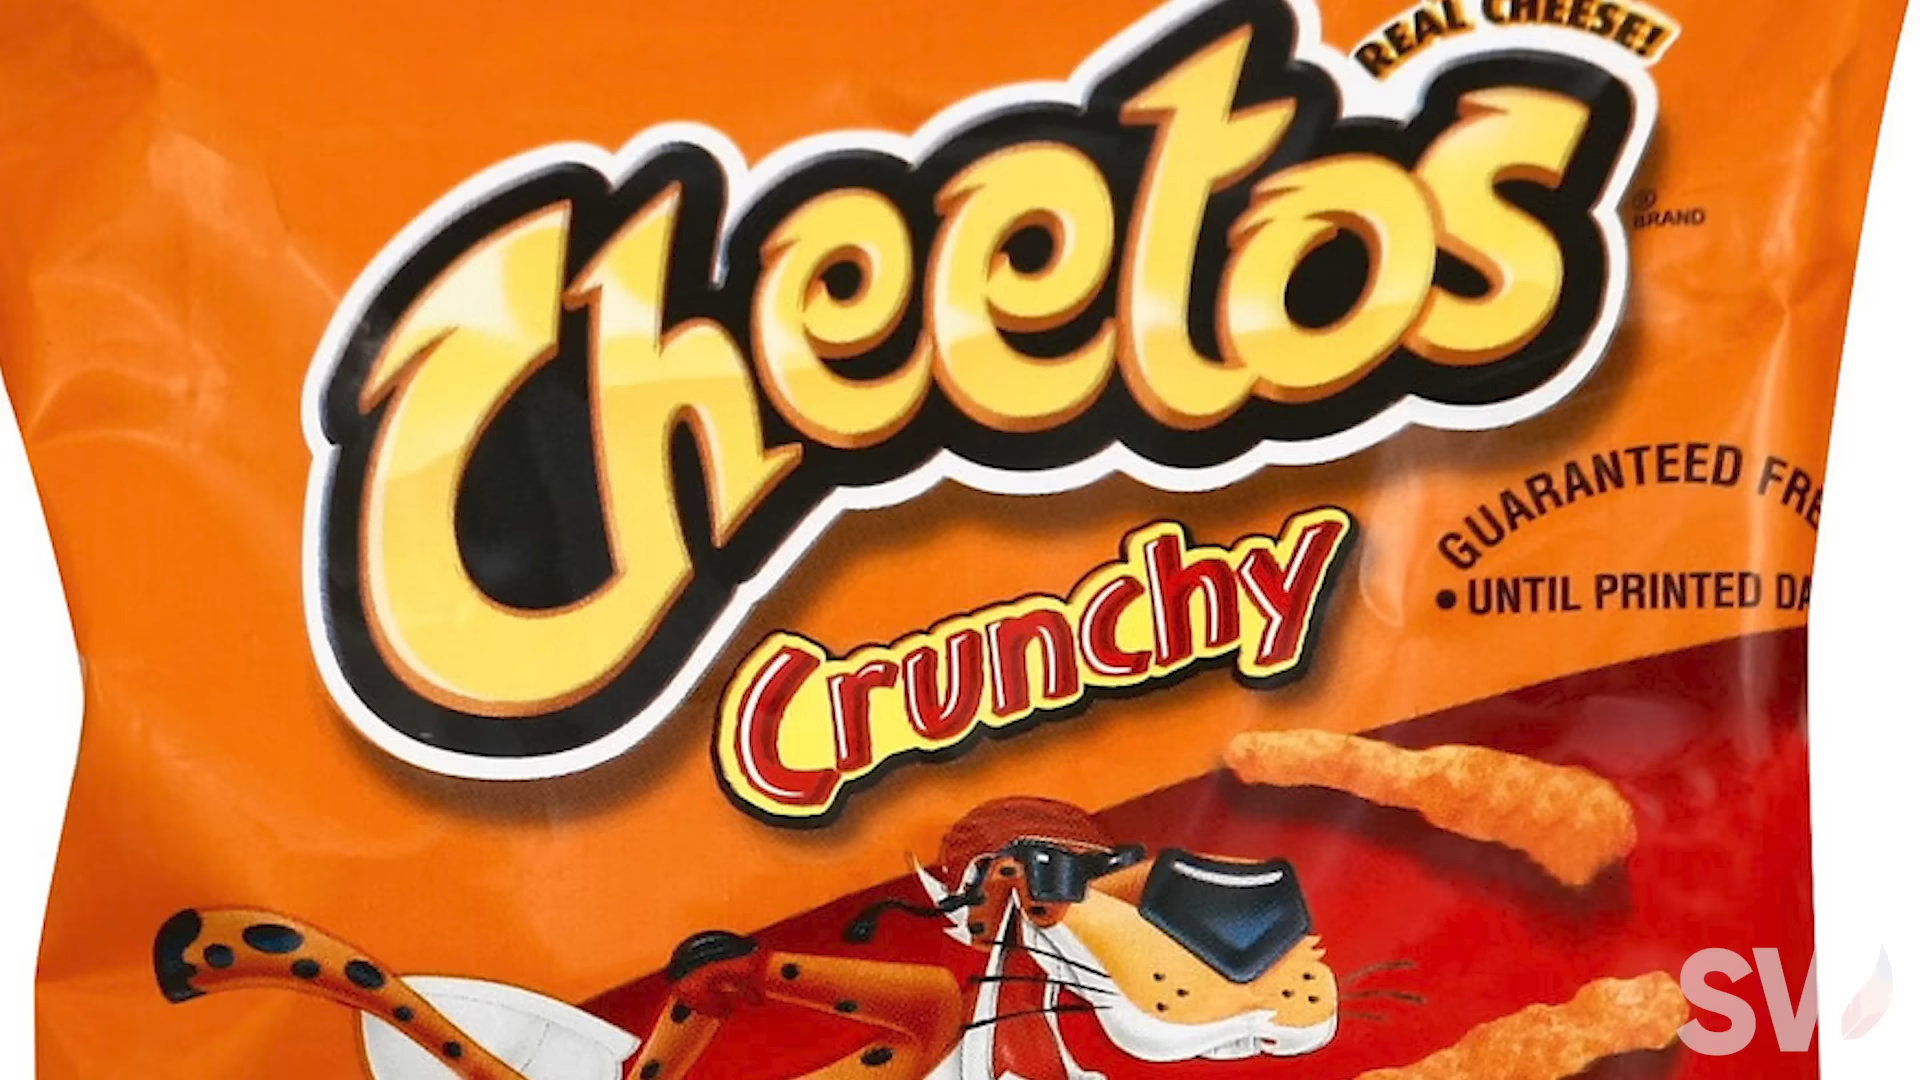 REAL CHEESE!
Cheetos
®
BRAND
Crunchy
GUARANTEED FRE
• UNTIL PRINTED DA
SV